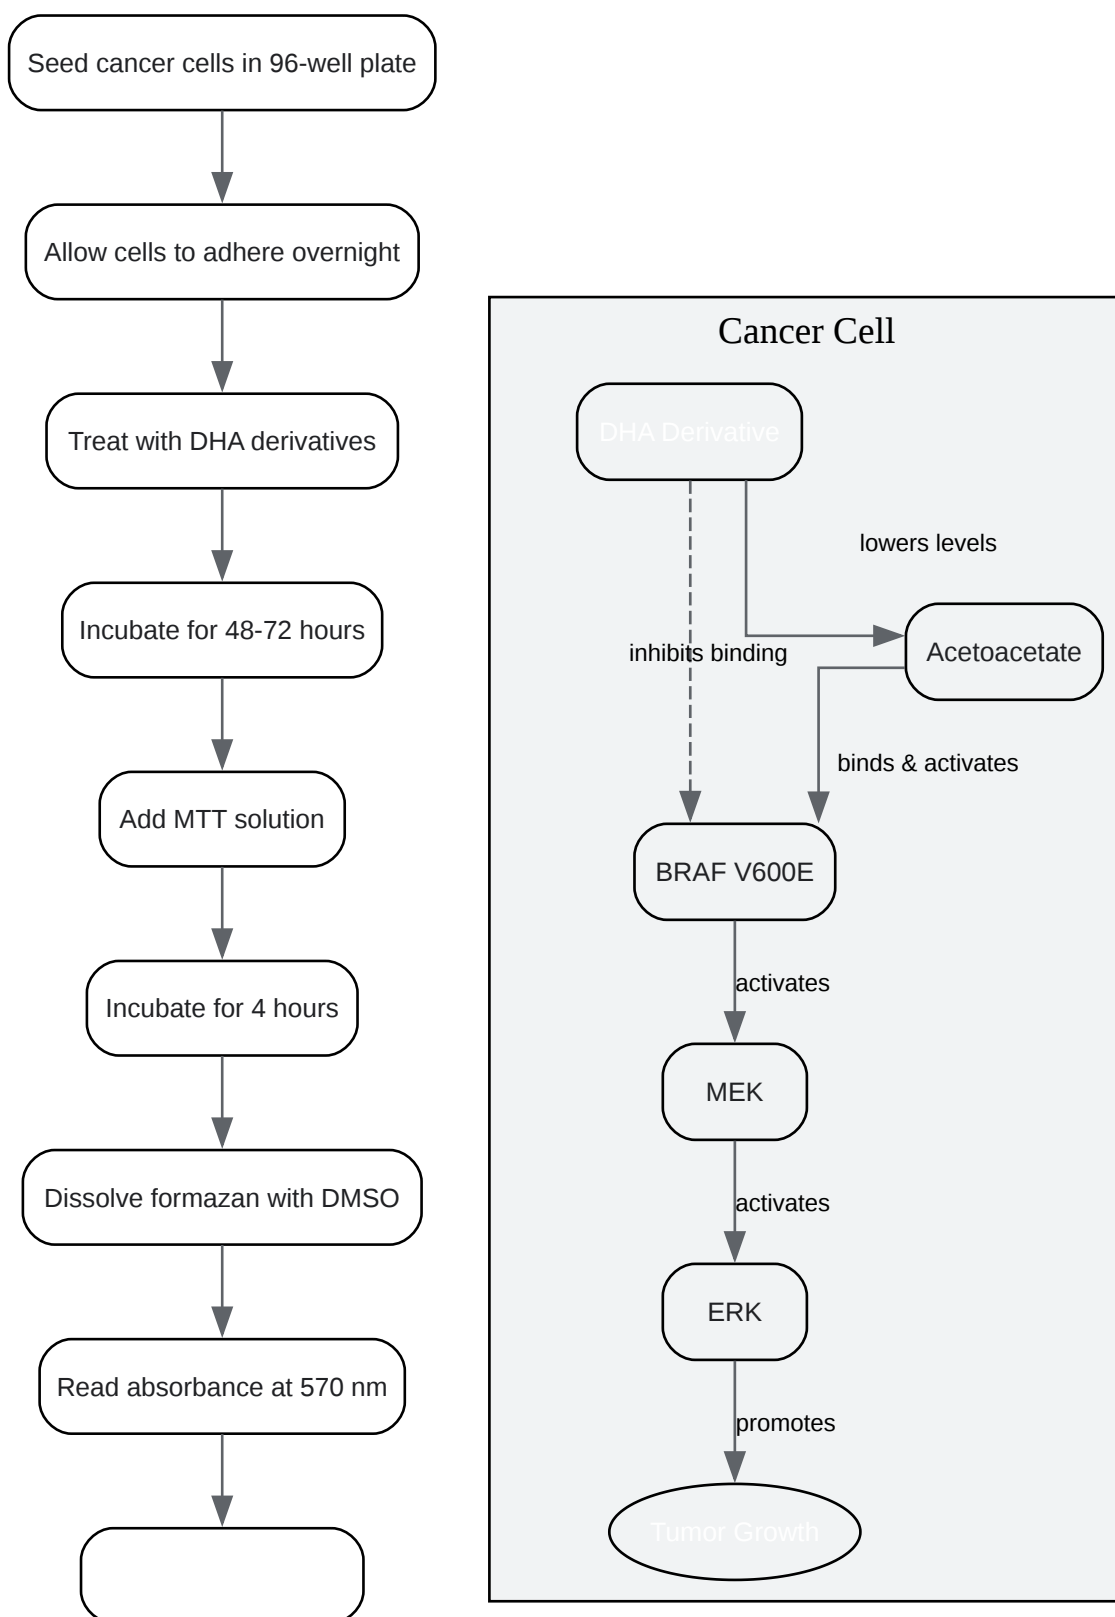 Seed cancer cells in 96-well plate
Allow cells to adhere overnight
Treat with DHA derivatives
Incubate for 48-72 hours
Add MTT solution
Incubate for 4 hours
Dissolve formazan with DMSO
Read absorbance at 570 nm
Cancer Cell
DHA Derivative
lowers levels
inhibits binding
Acetoacetate
binds & activates
BRAF V600E
activates
MEK
activates
ERK
promotes
Tumor Growth